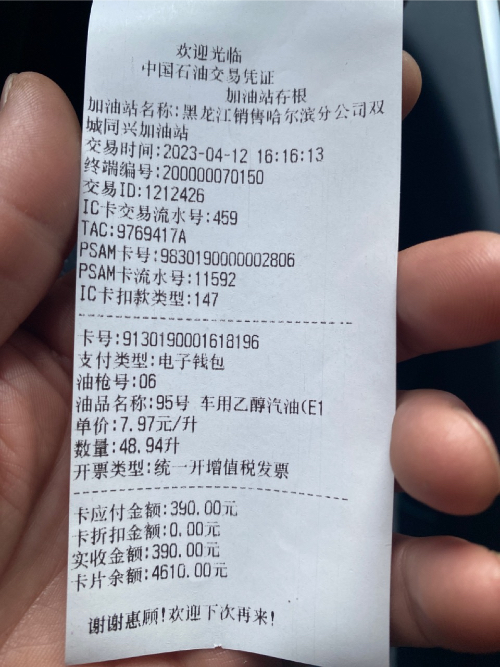 欢迎光临
中国石油交易凭证
加油站存根
加油站名称:黑龙江销售哈尔滨分公司双
城同兴加油站
交易时间:2023-04-12 16:16:13
终端编号:200000070150
交易ID:1212426
IC卡交易流水号:459
TAC:9769417A
PSAM卡号:9830190000002806
PSAM卡流水号:11592
IC卡扣款类型:147
卡号:9130190001618196
支付类型:电子钱包
油枪号:06
油品名称:95号 车用乙醇汽油(E1
单价:7.97元/升
数量:48.94升
开票类型:统一开增值税发票
卡应付金额:390.00元
卡折扣金额:0.00元
实收金额:390.00元
卡片余额:4610.00元
谢谢惠顾!欢迎下次再来!